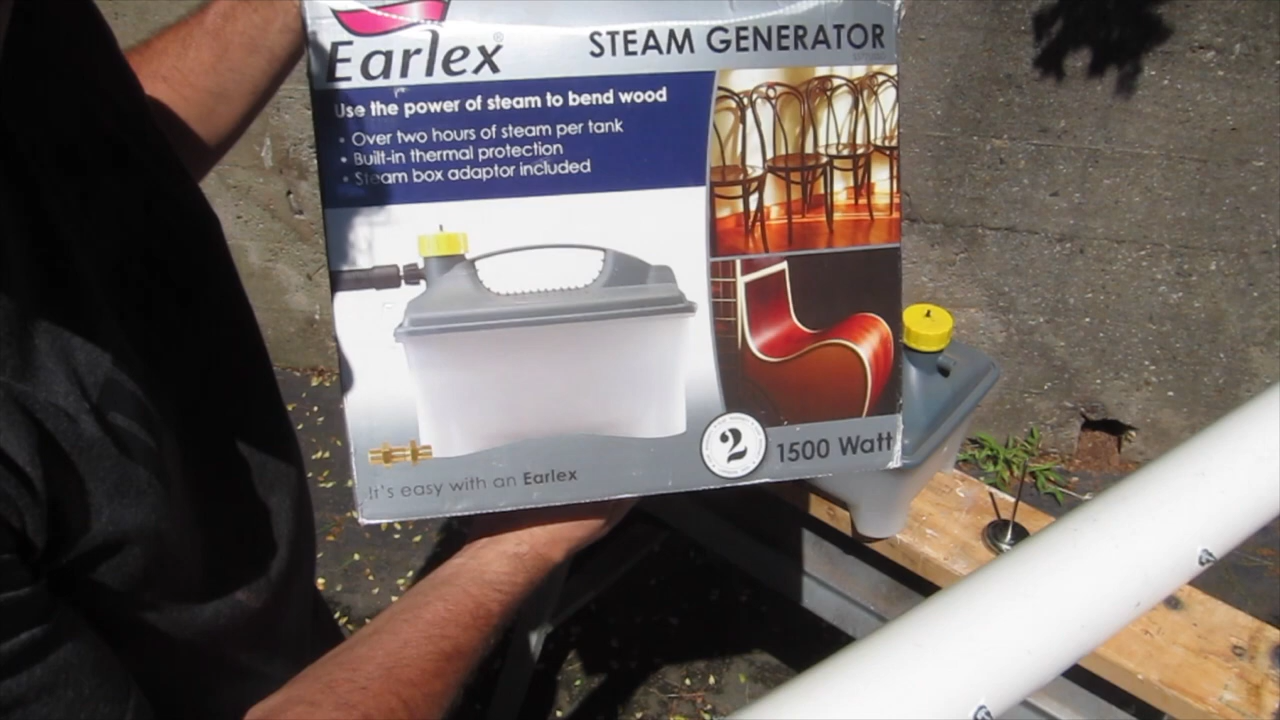 Earlex®
STEAM GENERATOR
Use the power of steam to bend wood
• Over two hours of steam per tank
• Built-in thermal protection
• Steam box adaptor included
2
1500 Watt
It's easy with an Earlex